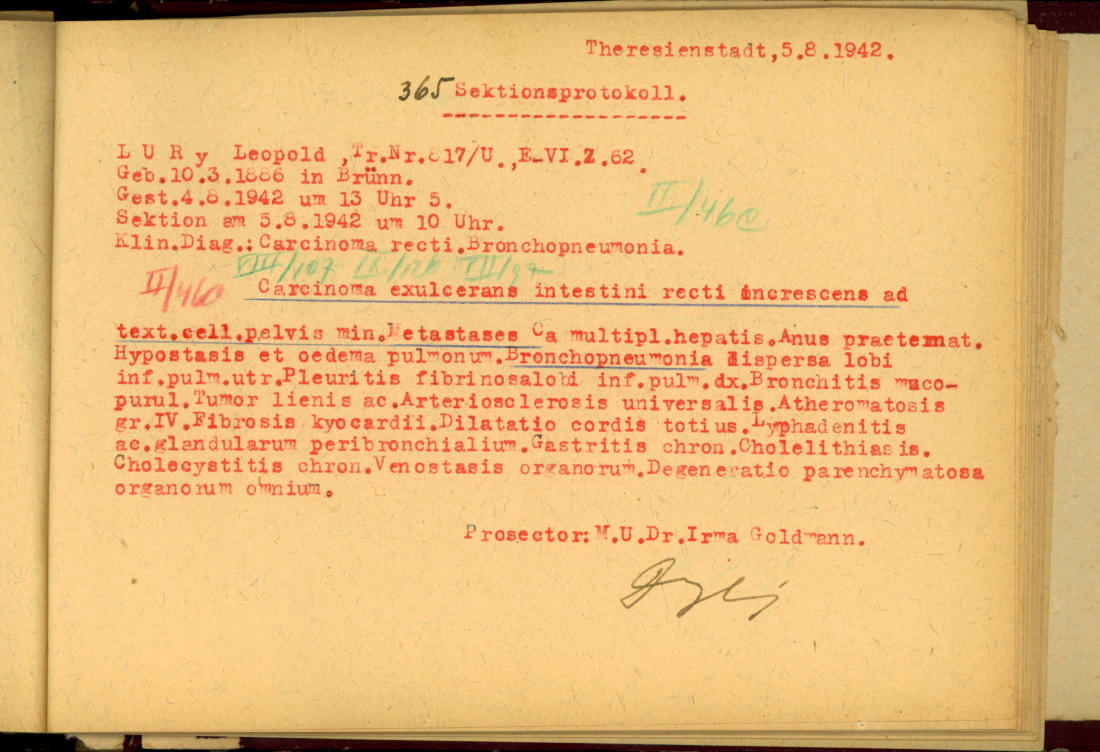 Theresienstadt,5.8.1942.
365 Sektionsprotokoll.
L U R y Leopold ,Tr.Nr.817/U.,E-VI.Z.62.
Geb.10.3.1886 in Brünn.
Gest.4.8.1942 um 13 Uhr 5.
II/460
Sektion am 5.8.1942 um 10 Uhr.
Klin.Diag.:Carcinoma recti.Bronchopneumonia.
VIII/107
II/460
Carcinoma exulcerans intestini recti increscens ad
text.cell.pelvis min.Metastases Ca multipl.hepatis.Anus praeternat.
Hypostasis et oedema pulmonum.Bronchopneumonia dispersa lobi
inf.pulm.utr.Pleuritis fibrinosalobi inf.pulm.dx.Bronchitis muco-
purul.Tumor lienis ac.Arteriosclerosis universalis.Atheromatosis
gr.IV.Fibrosis kyocardii.Dilatatio cordis totius.Lyphadenitis
ac.glandularum peribronchialium.Gastritis chron.Cholelithiasis.
Cholecystitis chron.Venostasis organorum.Degeneratio parenchymatosa
organorum omnium.
Prosector:M.U.Dr.Irma Goldmann.